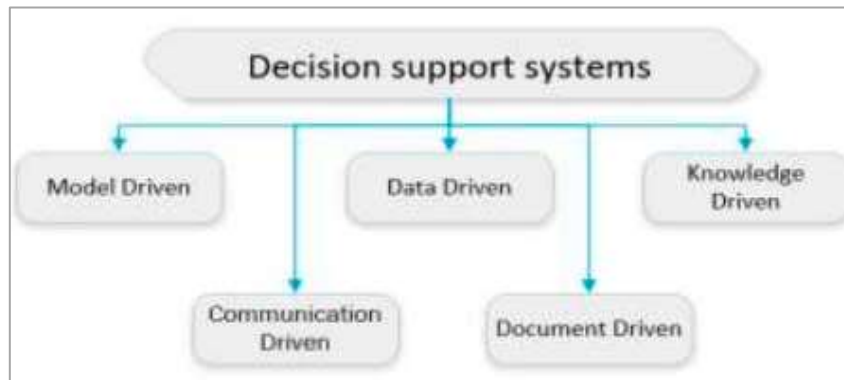 Decision support systems
Model Driven
Data Driven
Knowledge
Driven
Communication
Driven
Document Driven